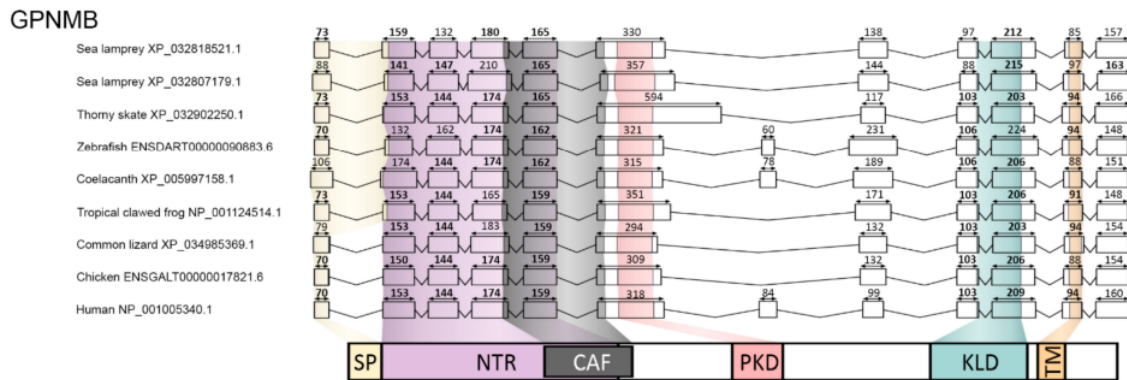 GPNMB
Sea lamprey XP_032818521.1 73 159 132 180 165 330 138 97 212 85 157
Sea lamprey XP_032807179.1 88 141 147 210 165 357 144 88 215 97 163
Thorny skate XP_032902250.1 73 153 144 174 165 594 117 103 203 94 166
Zebrafish ENSDART00000090883.6 70 132 162 174 162 321 60 231 106 224 94 148
Coelacanth XP_005997158.1 106 174 144 174 162 315 78 189 106 206 88 151
Tropical clawed frog NP_001124514.1 73 153 144 165 159 351 171 103 206 91 148
Common lizard XP_034985369.1 79 153 144 183 159 294 132 103 203 94 154
Chicken ENSGALT00000017821.6 70 150 144 174 159 309 132 103 206 88 154
Human NP_001005340.1 70 153 144 174 159 318 84 99 103 209 94 160
SP NTR CAF PKD KLD TM